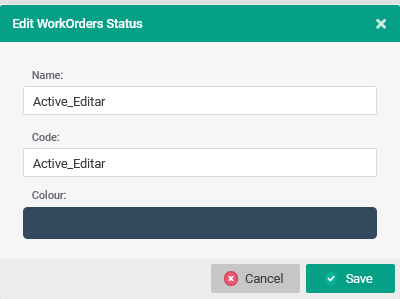 Edit WorkOrders Status
Name:
Active_Editar
Code:
Active_Editar
Colour:
Cancel
Save